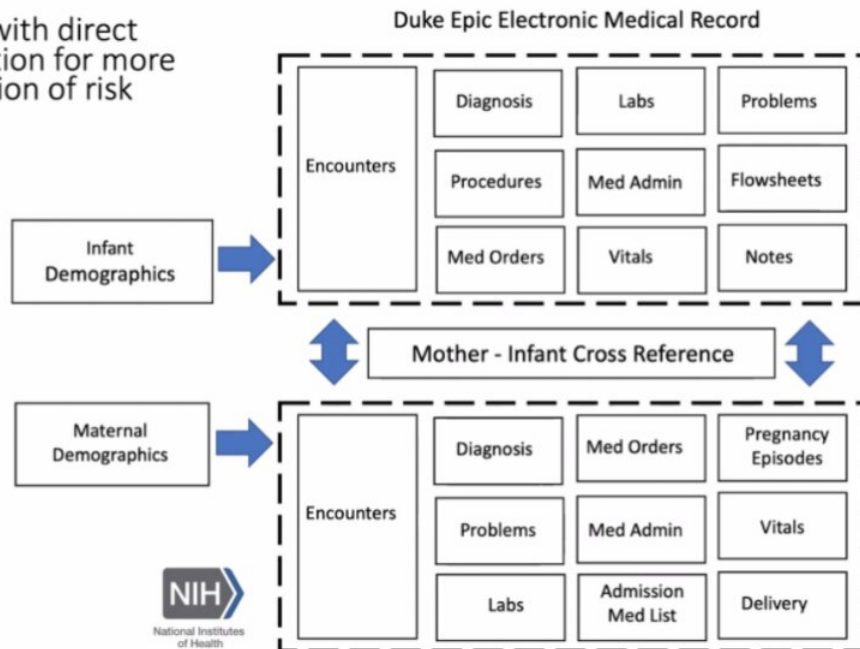 with direct
tion for more
ion of risk
Duke Epic Electronic Medical Record
Infant
Demographics
Encounters
Diagnosis
Labs
Problems
Procedures
Med Admin
Flowsheets
Med Orders
Vitals
Notes
Mother - Infant Cross Reference
Maternal
Demographics
Encounters
Diagnosis
Med Orders
Pregnancy
Episodes
Problems
Med Admin
Vitals
Labs
Admission
Med List
Delivery
NIH
National Institutes
of Health